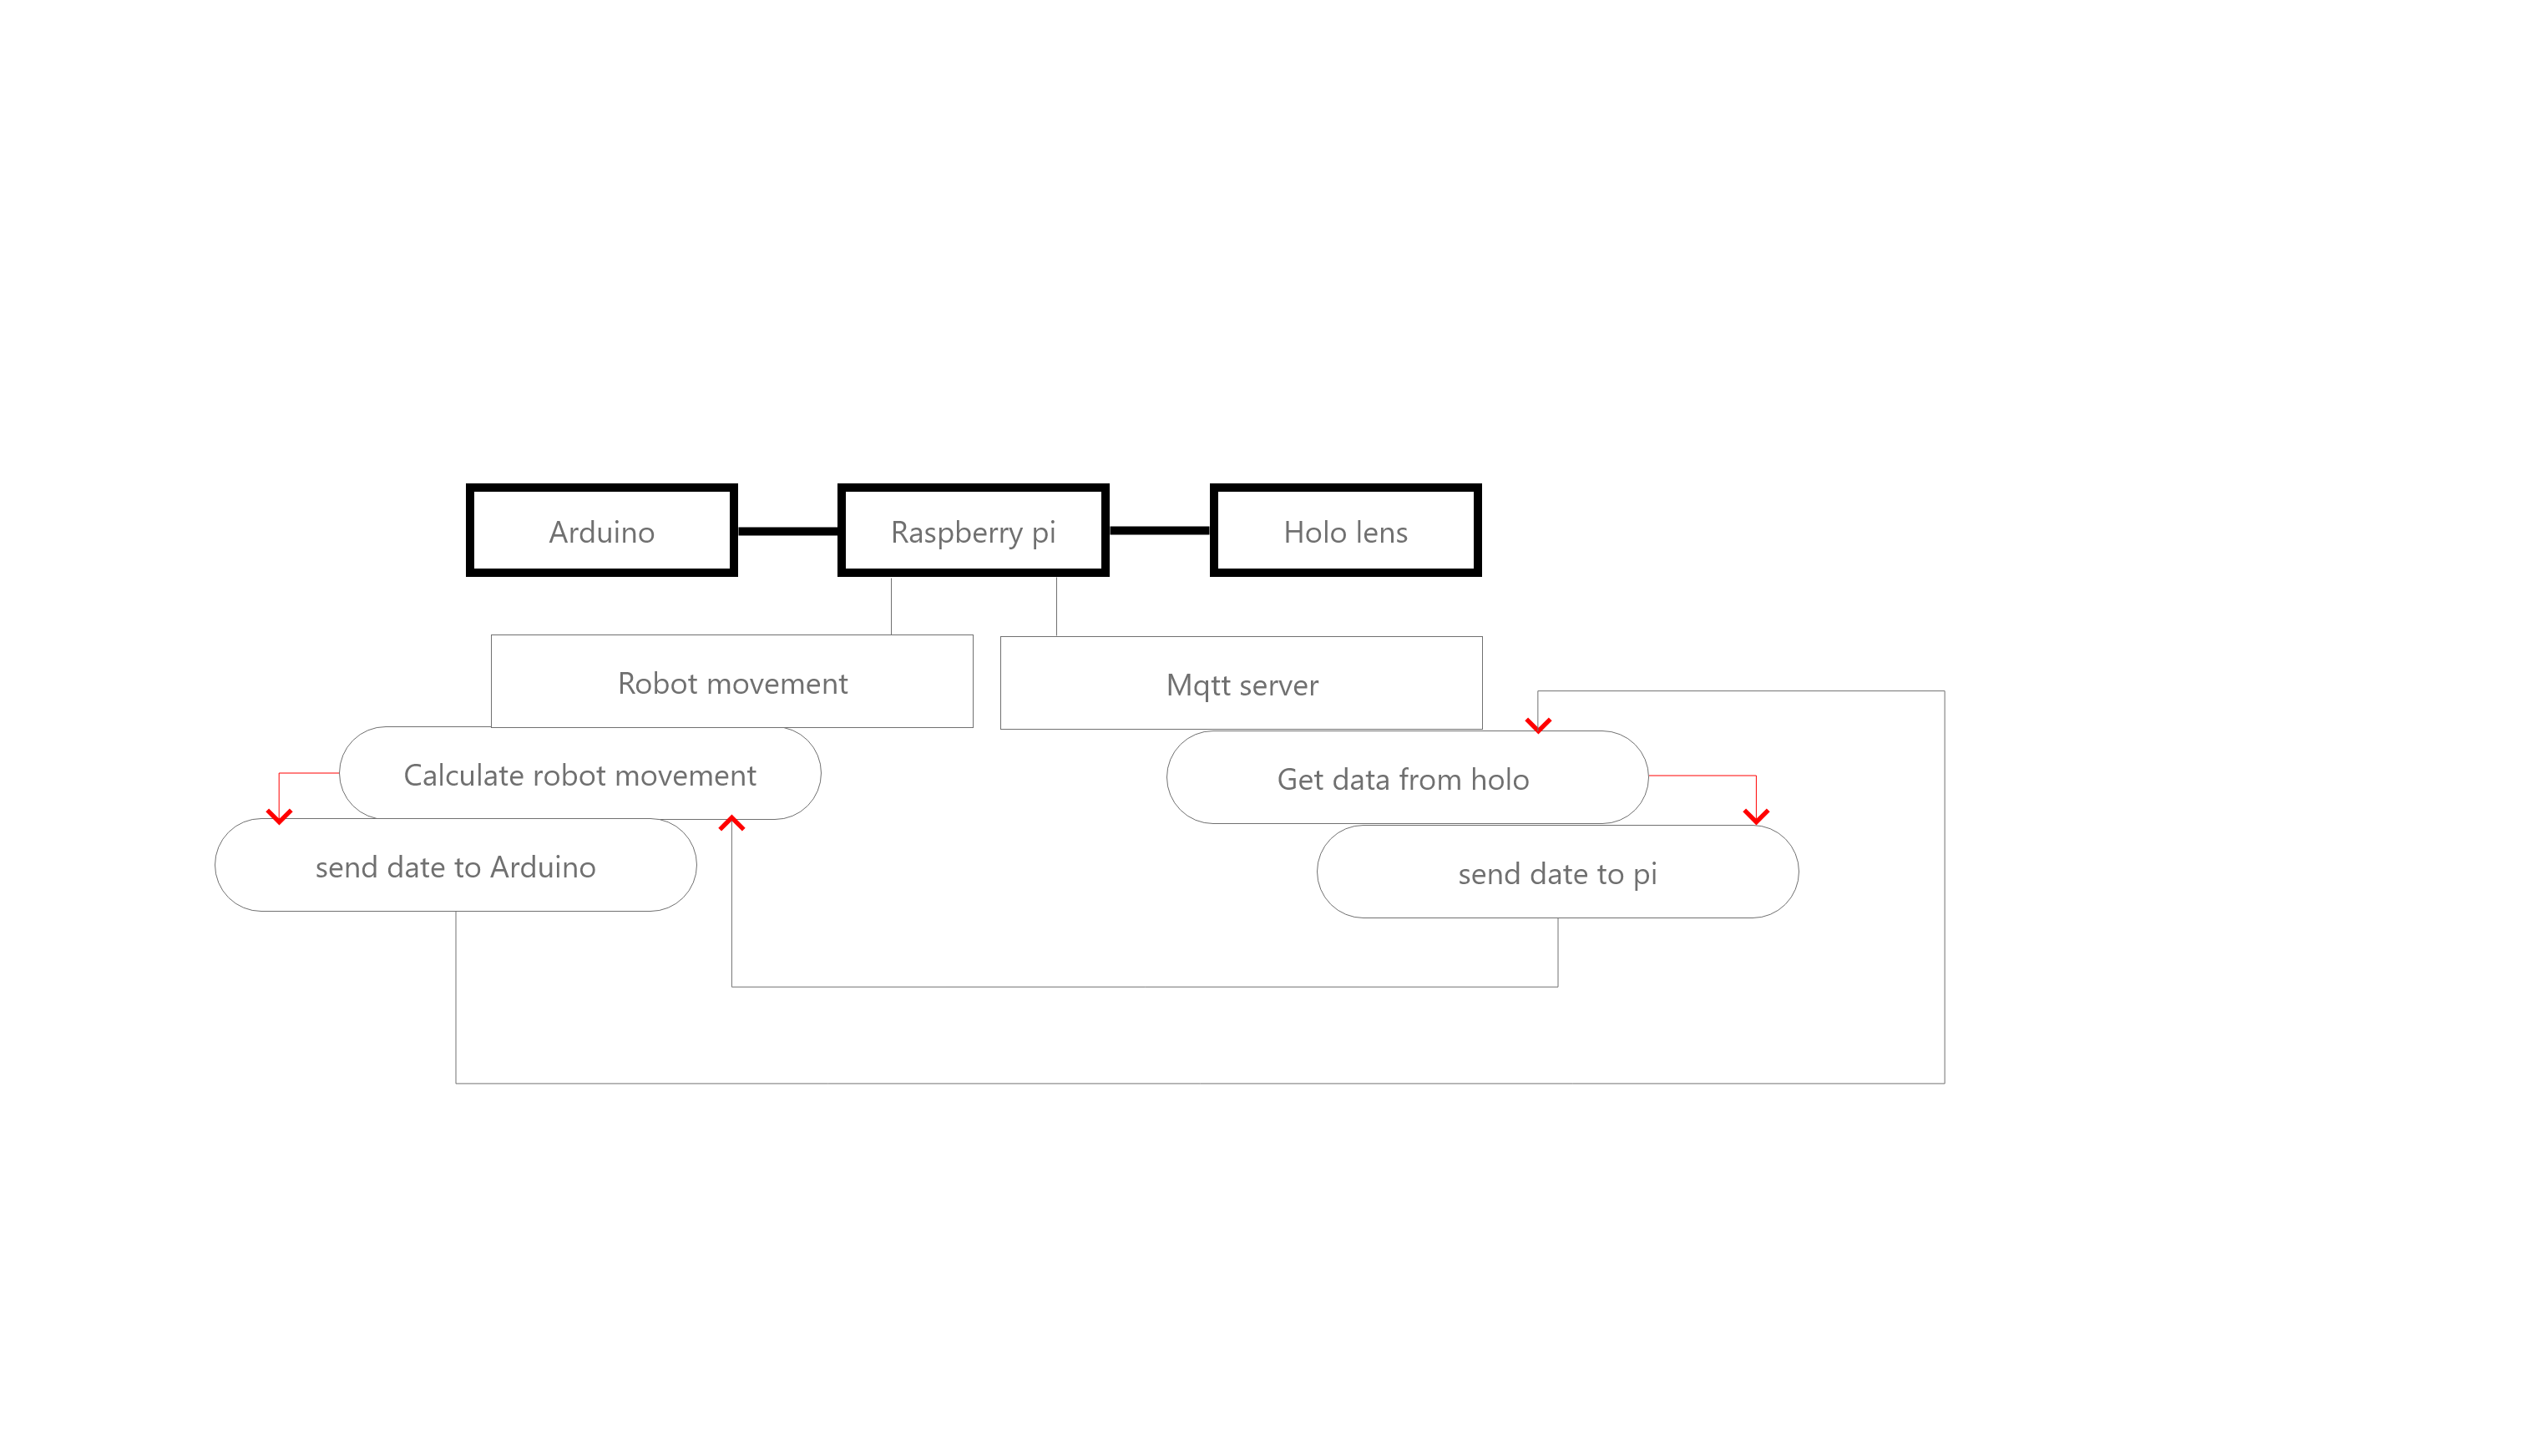 Arduino
Raspberry pi
Holo lens
Robot movement
Mqtt server
Calculate robot movement
Get data from holo
send date to Arduino
send date to pi